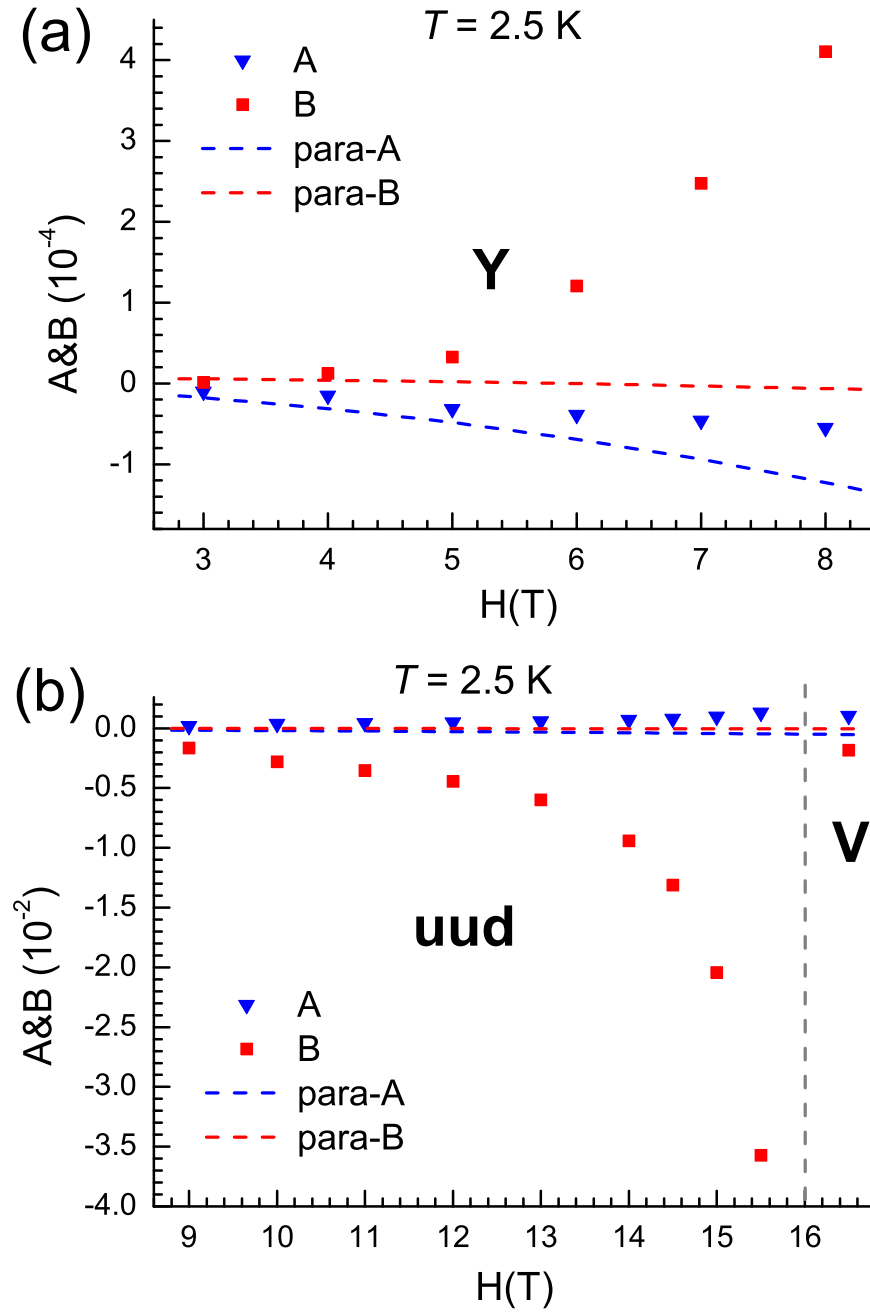 (a)
T = 2.5 K
A
B
para-A
para-B
Y
A&B (10-4)
4
3
2
1
0
-1
3 4 5 6 7 8
H(T)
(b)
T = 2.5 K
A&B (10-2)
0.0
-0.5
-1.0
-1.5
-2.0
-2.5
-3.0
-3.5
-4.0
V
uud
A
B
para-A
para-B
9 10 11 12 13 14 15 16
H(T)